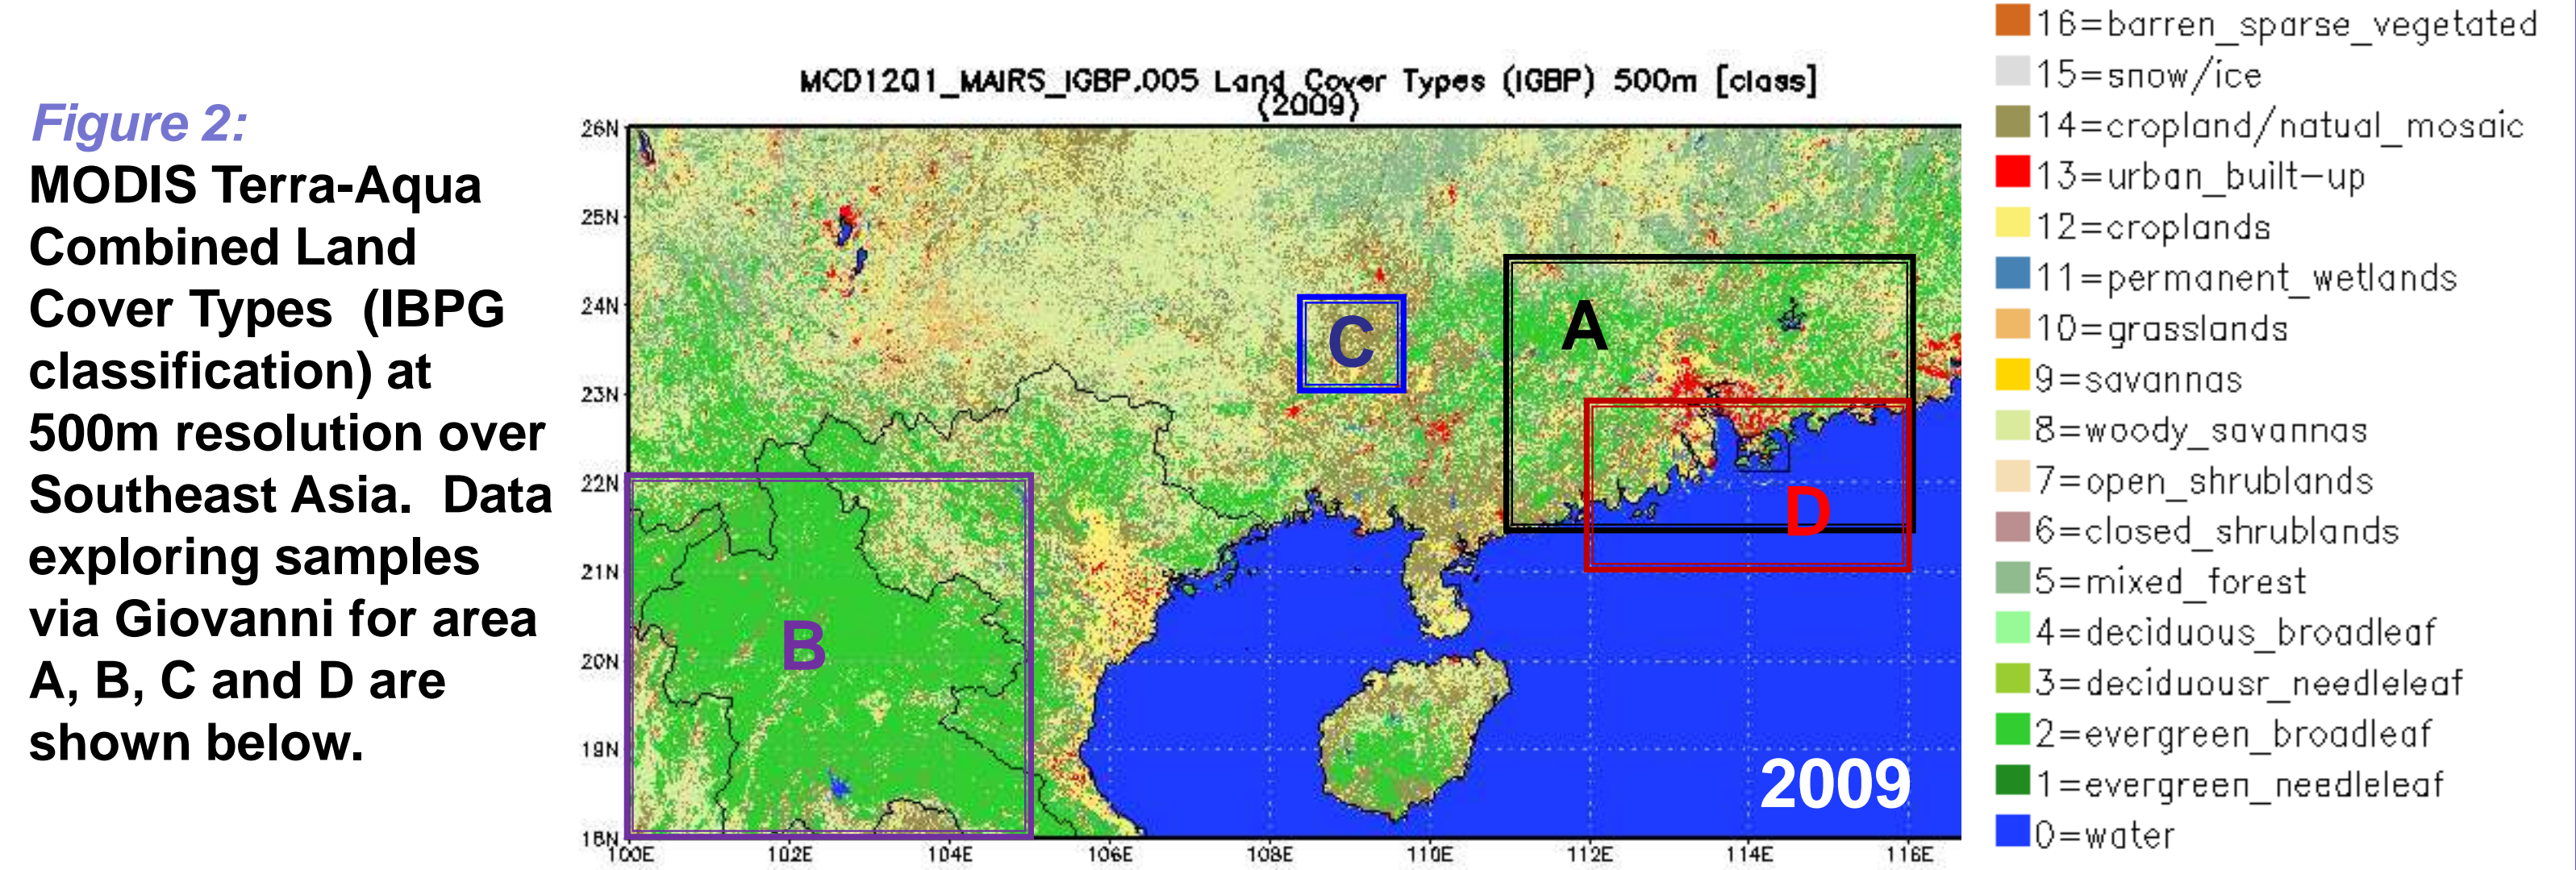 Figure 2:
MODIS Terra-Aqua
Combined Land
Cover Types (IBPG
classification) at
500m resolution over
Southeast Asia. Data
exploring samples
via Giovanni for area
A, B, C and D are
shown below.
MCD12Q1_MAIRS_IGBP.005 Land Cover Types (IGBP) 500m [class]
(2009)
26N
25N
24N
23N
22N
21N
20N
19N
18N
100E 102E 104E 106E 108E 110E 112E 114E 116E
A
C
B
D
2009
16=barren_sparse_vegetated
15=snow/ice
14=cropland/natual_mosaic
13=urban_built-up
12=croplands
11=permanent_wetlands
10=grasslands
9=savannas
8=woody_savannas
7=open_shrublands
6=closed_shrublands
5=mixed_forest
4=deciduous_broadleaf
3=deciduousr_needleleaf
2=evergreen_broadleaf
1=evergreen_needleleaf
0=water